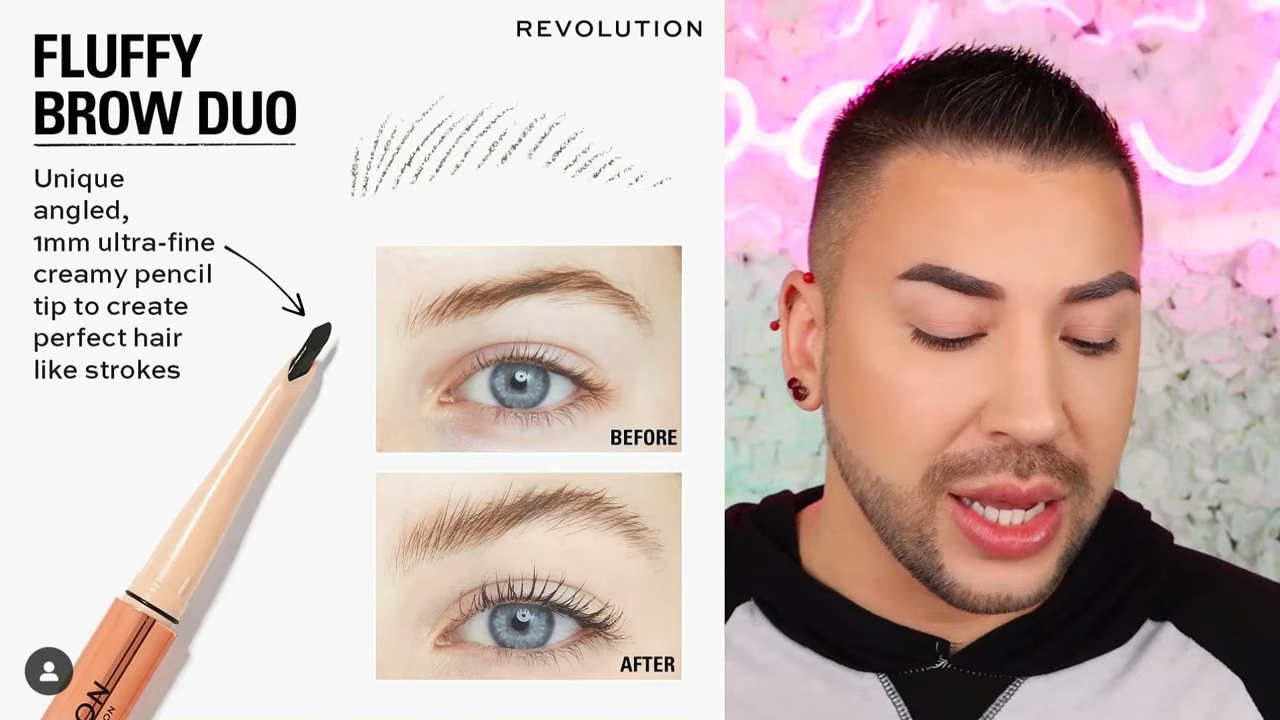 REVOLUTION
FLUFFY
BROW DUO
Unique
angled,
1mm ultra-fine
creamy pencil
tip to create
perfect hair
like strokes
BEFORE
AFTER